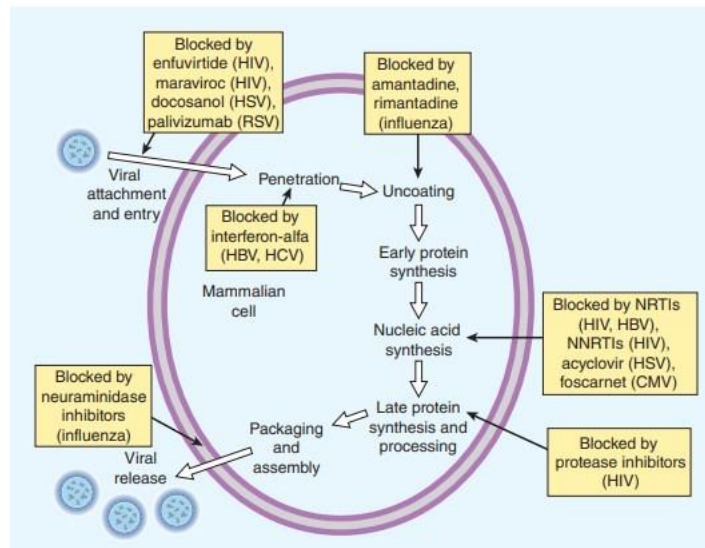 Blocked by
enfuvirtide (HIV),
maraviroc (HIV),
docosanol (HSV),
palivizumab (RSV)
Blocked by
amantadine,
rimantadine
(influenza)
Viral
attachment
and entry
Penetration
Uncoating
Blocked by
interferon-alfa
(HBV, HCV)
Early protein
synthesis
Mammalian
cell
Nucleic acid
synthesis
Blocked by NRTIs
(HIV, HBV),
NNRTIs (HIV),
acyclovir (HSV),
foscarnet (CMV)
Late protein
synthesis and
processing
Blocked by
protease inhibitors
(HIV)
Packaging
and
assembly
Blocked by
neuraminidase
inhibitors
(influenza)
Viral
release